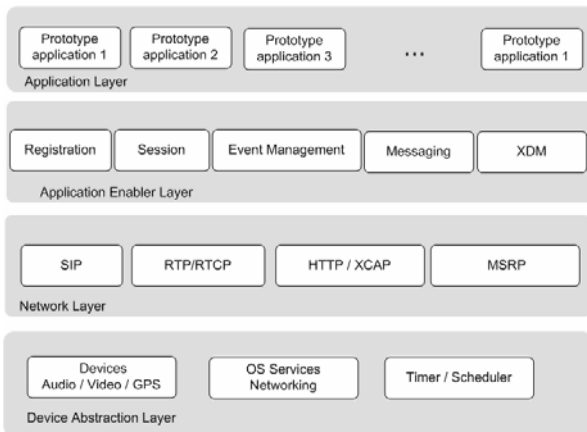 Prototype
application 1
Prototype
application 2
Prototype
application 3
...
Prototype
application 1
Application Layer
Registration
Session
Event Management
Messaging
XDM
Application Enabler Layer
SIP
RTP/RTCP
HTTP / XCAP
MSRP
Network Layer
Devices
Audio / Video / GPS
OS Services
Networking
Timer / Scheduler
Device Abstraction Layer